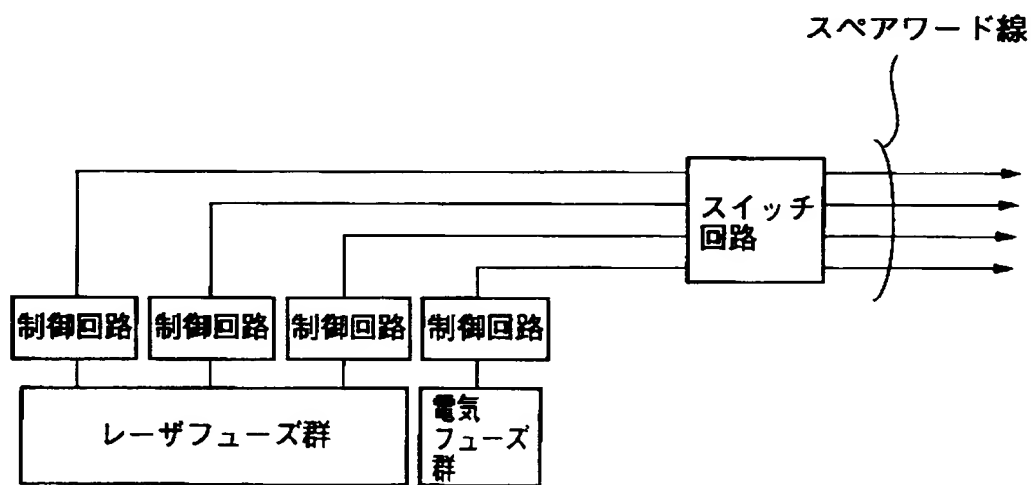 スペアワード線
スイッチ
回路
制御回路
制御回路
制御回路
制御回路
レーザフューズ群
電気
フューズ
群